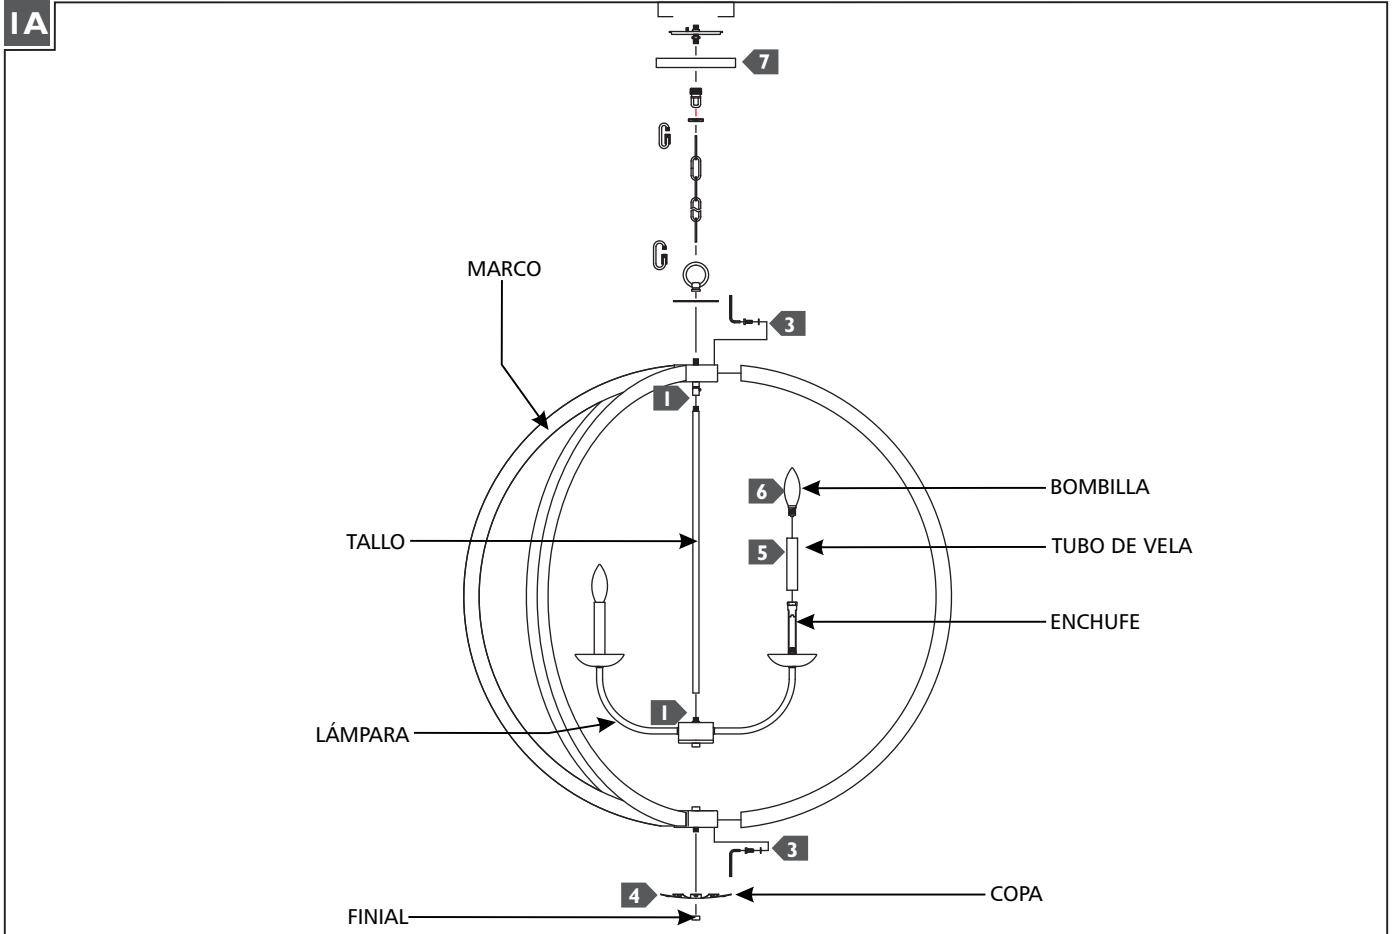 1A
7
MARCO
3
1
6
BOMBILLA
TALLO
5
TUBO DE VELA
ENCHUFE
1
LÁMPARA
3
4
COPA
FINIAL